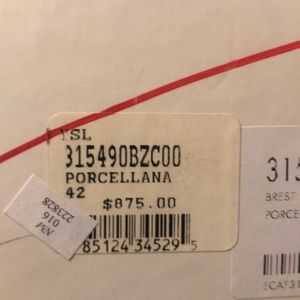 YSL
315490BZC00
PORCELLANA
42
$875.00
NM
016
223828
85124 34529 5
315
BREST
PORCE